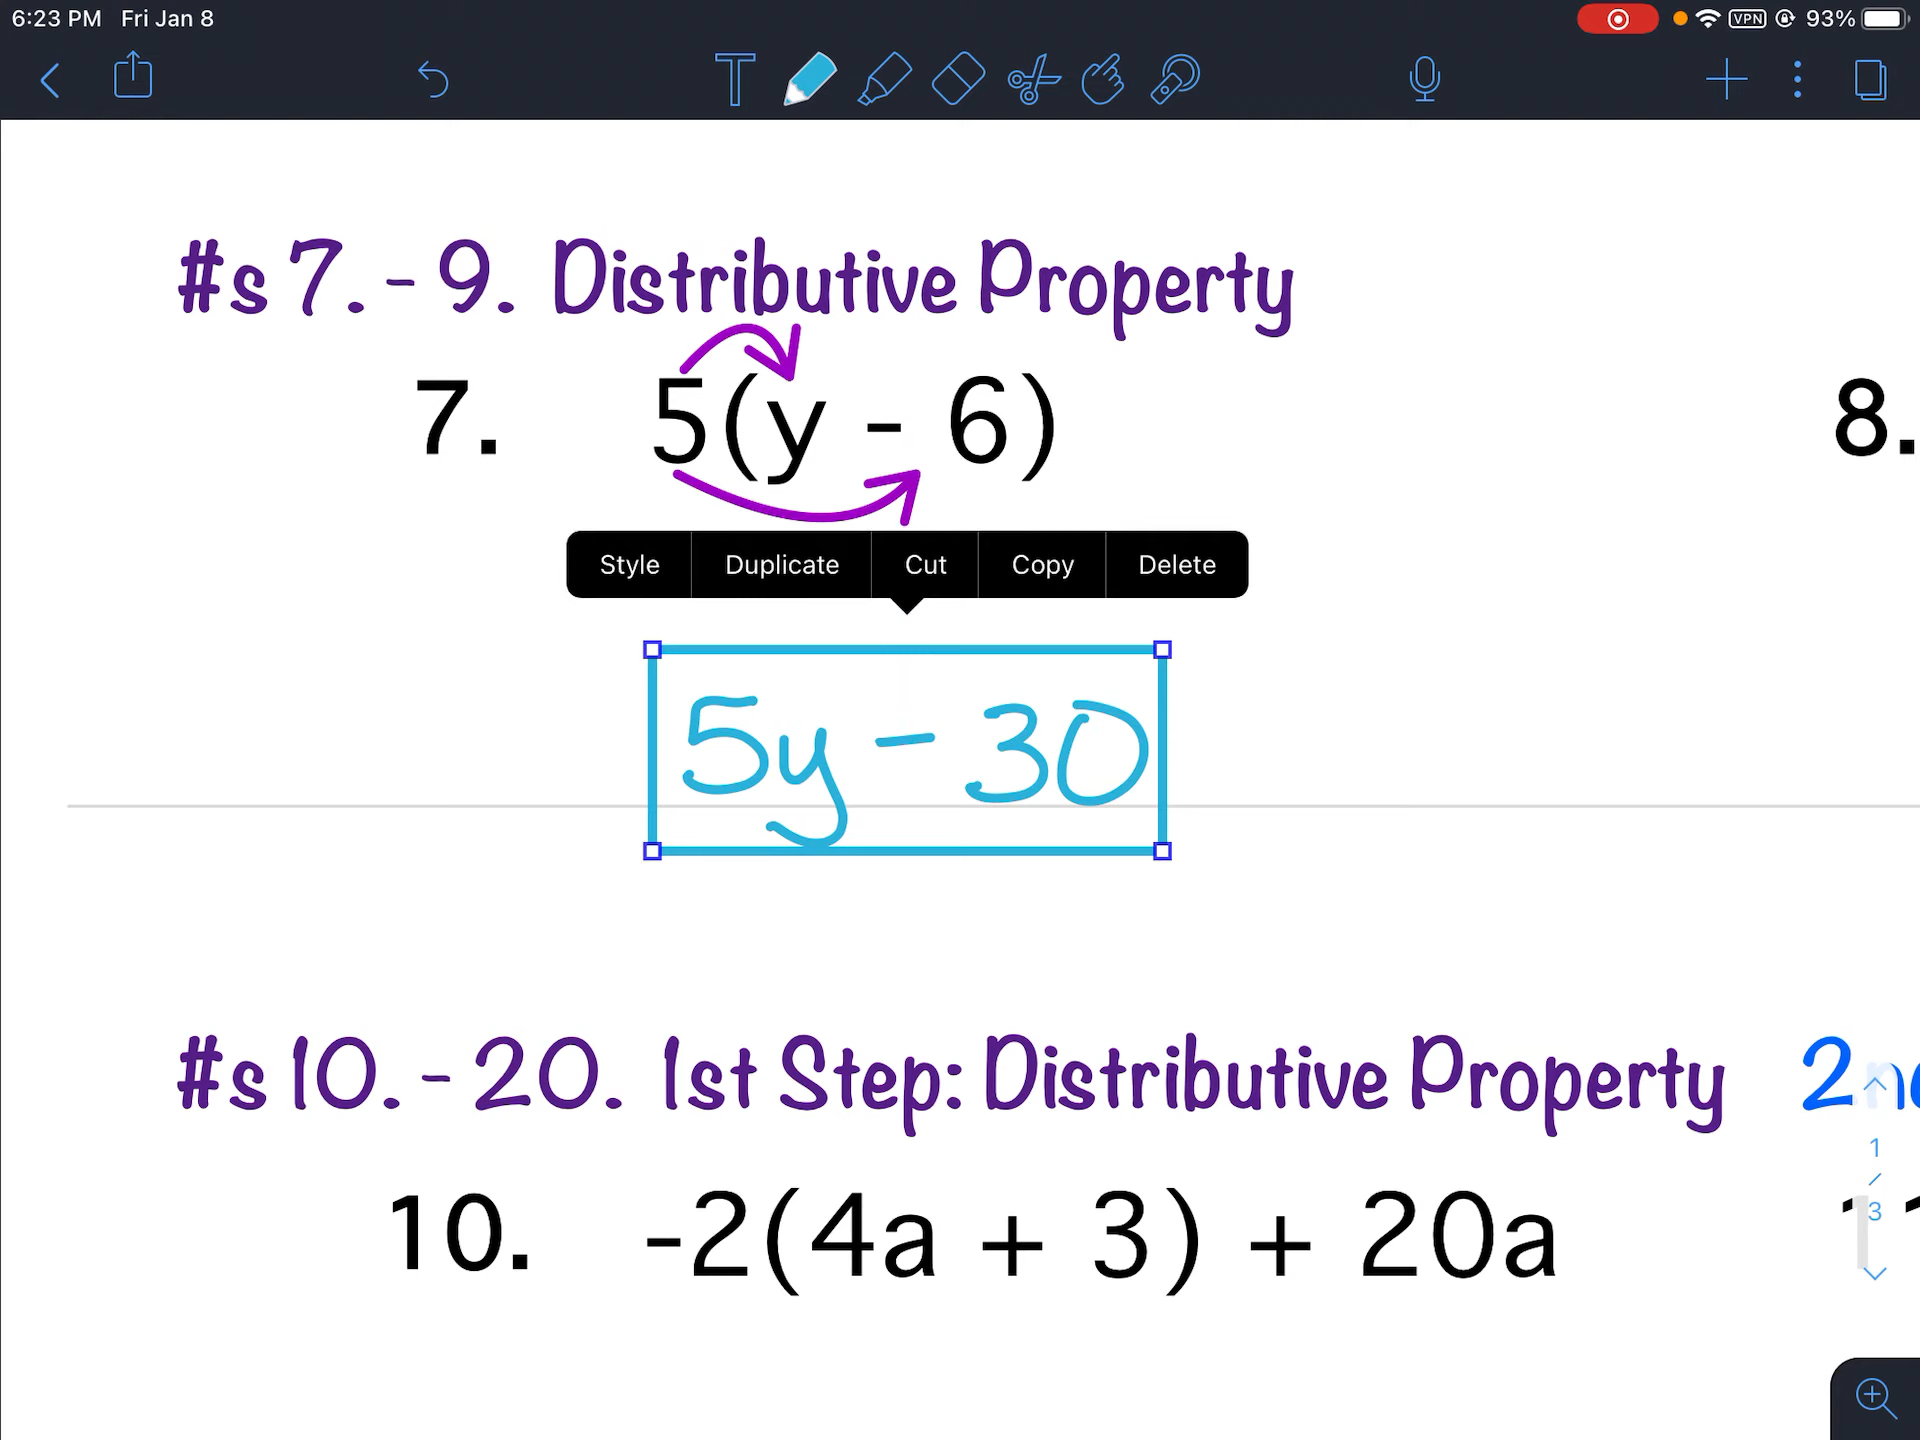 6:23 PM Fri Jan 8 VPN 93%
#s 7. - 9. Distributive Property
7. 5(y - 6) 8.
Style Duplicate Cut Copy Delete
5y - 30
#s 10. - 20. 1st Step: Distributive Property
1
/
3
10. -2(4a + 3) + 20a